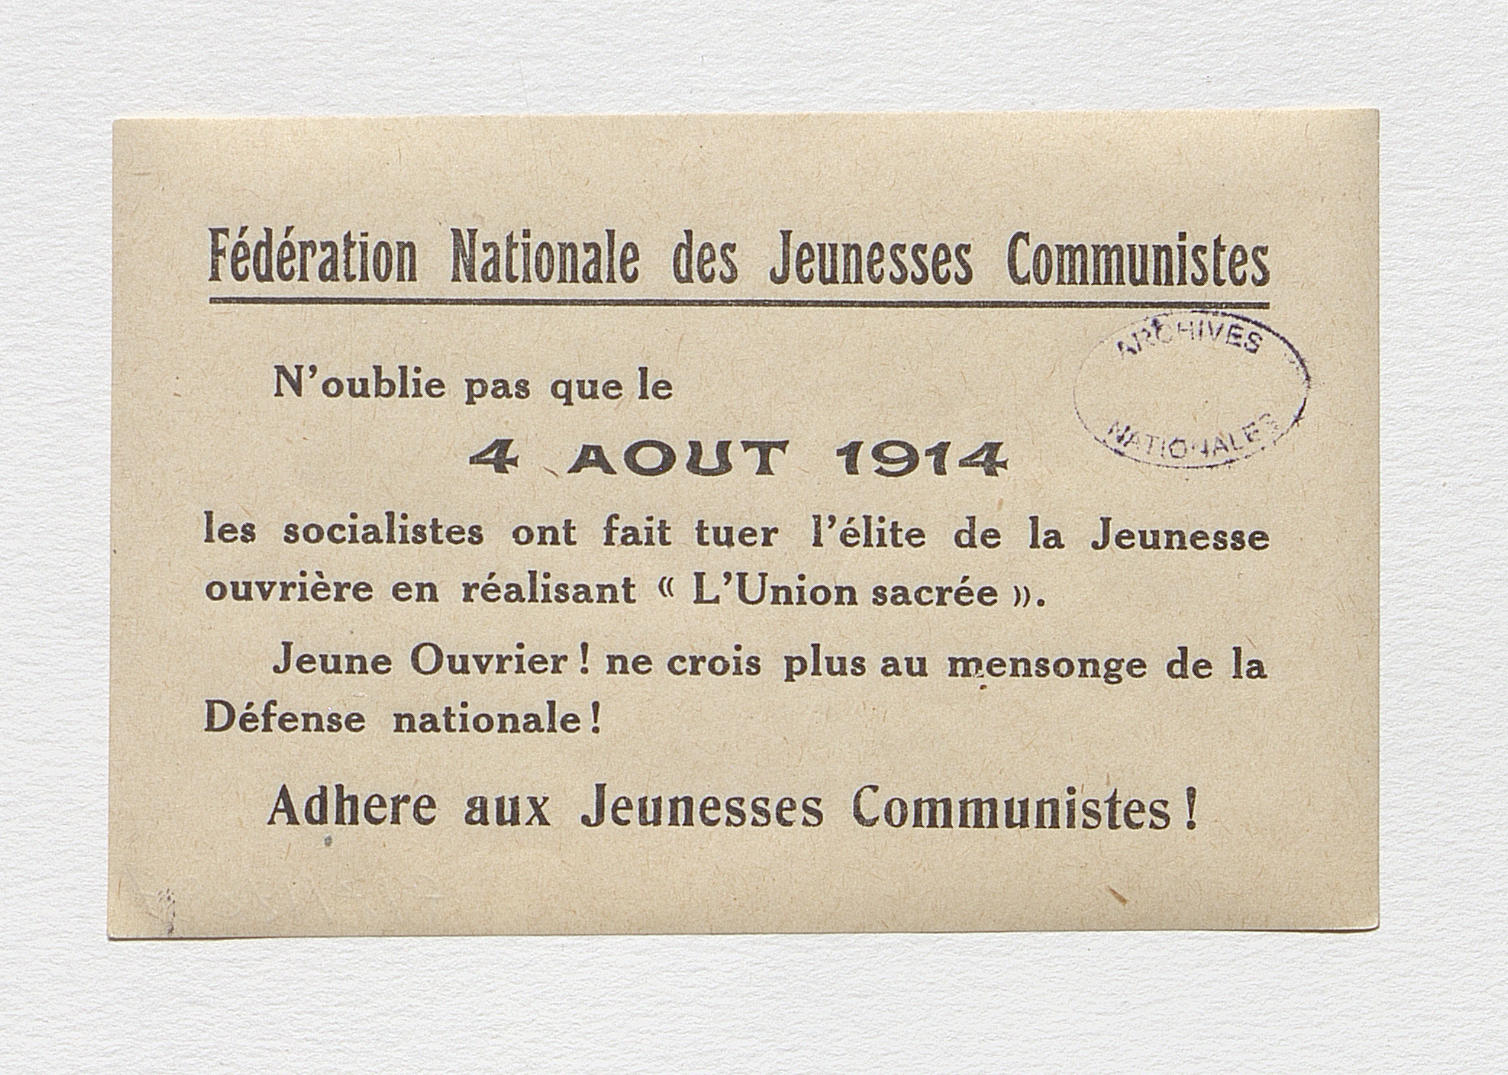 Fédération Nationale des Jeunesses Communistes
ARCHIVES
NATIONALES
N'oublie pas que le
4 AOUT 1914
les socialistes ont fait tuer l'élite de la Jeunesse
ouvrière en réalisant « L'Union sacrée ».
Jeune Ouvrier ! ne crois plus au mensonge de la
Défense nationale !
Adhere aux Jeunesses Communistes !